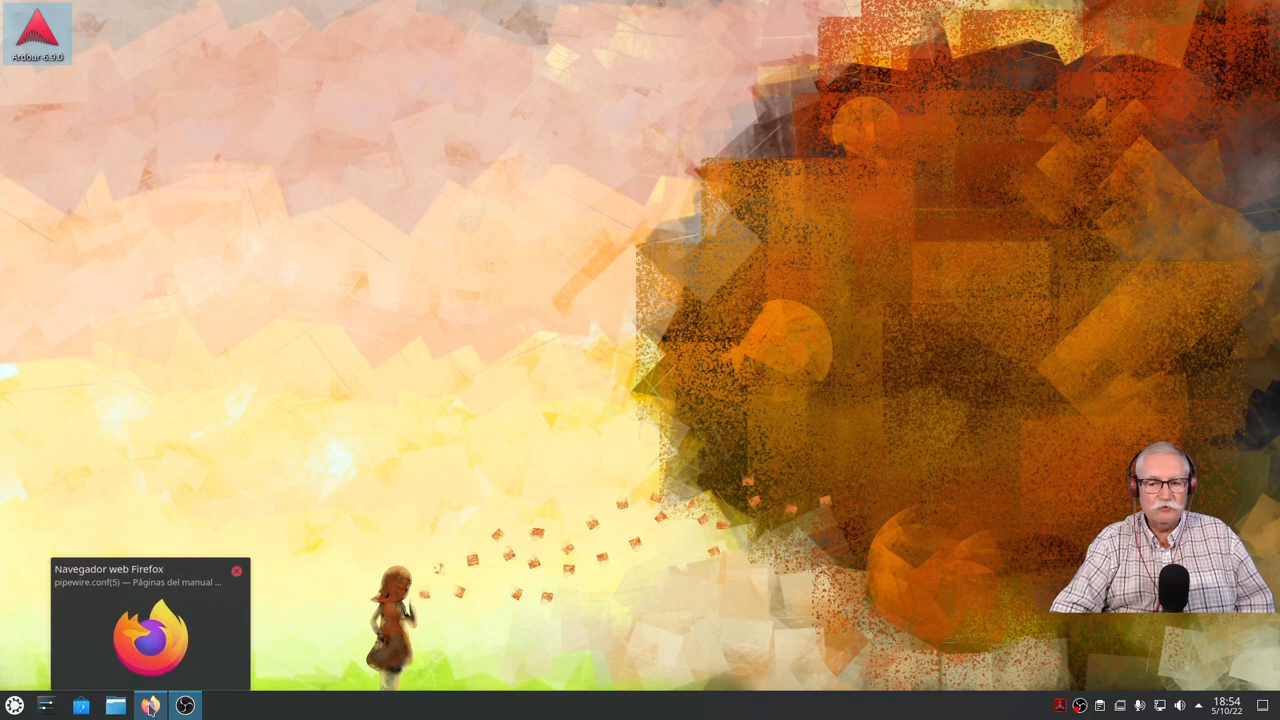 Ardour-6.9.0
Navegador web Firefox
pipewire.conf(5) — Páginas del manual ...
18:54
5/10/22